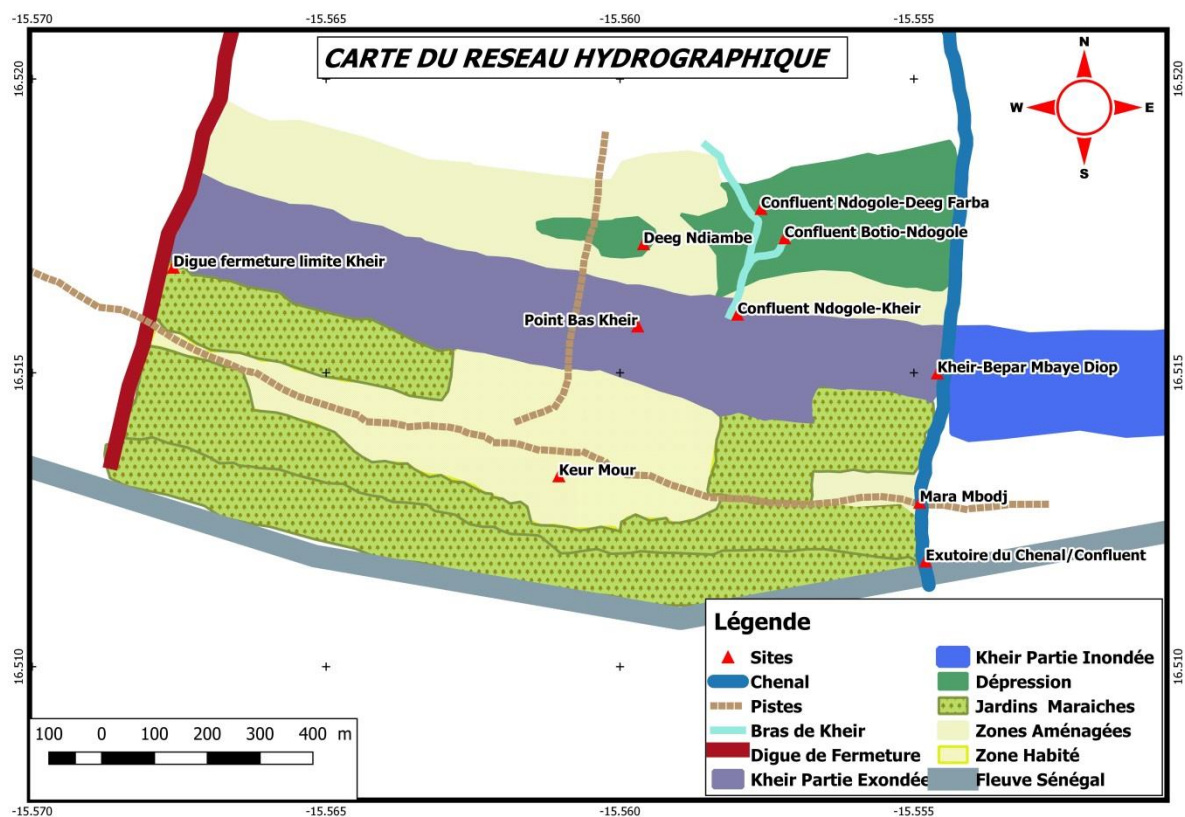 -15.570
-15.565
-15.560
-15.555
CARTE DU RESEAU HYDROGRAPHIQUE
16.520
16.520
N
W
E
S
Confluent Ndogole-Deeg Farba
Confluent Botio-Ndogole
Deeg Ndiambe
Digue fermeture limite Kheir
Confluent Ndogole-Kheir
Point Bas Kheir
16.515
16.515
Kheir-Bepar Mbaye Diop
Keur Mour
Mara Mbodj
Exutoire du Chenal/Confluent
16.510
16.510
Légende
Sites
Chenal
Pistes
Bras de Kheir
Digue de Fermeture
Kheir Partie Exondée
Kheir Partie Inondée
Dépression
Jardins Maraiches
Zones Aménagées
Zone Habité
Fleuve Sénégal
100 0 100 200 300 400 m
-15.570
-15.565
-15.560
-15.555